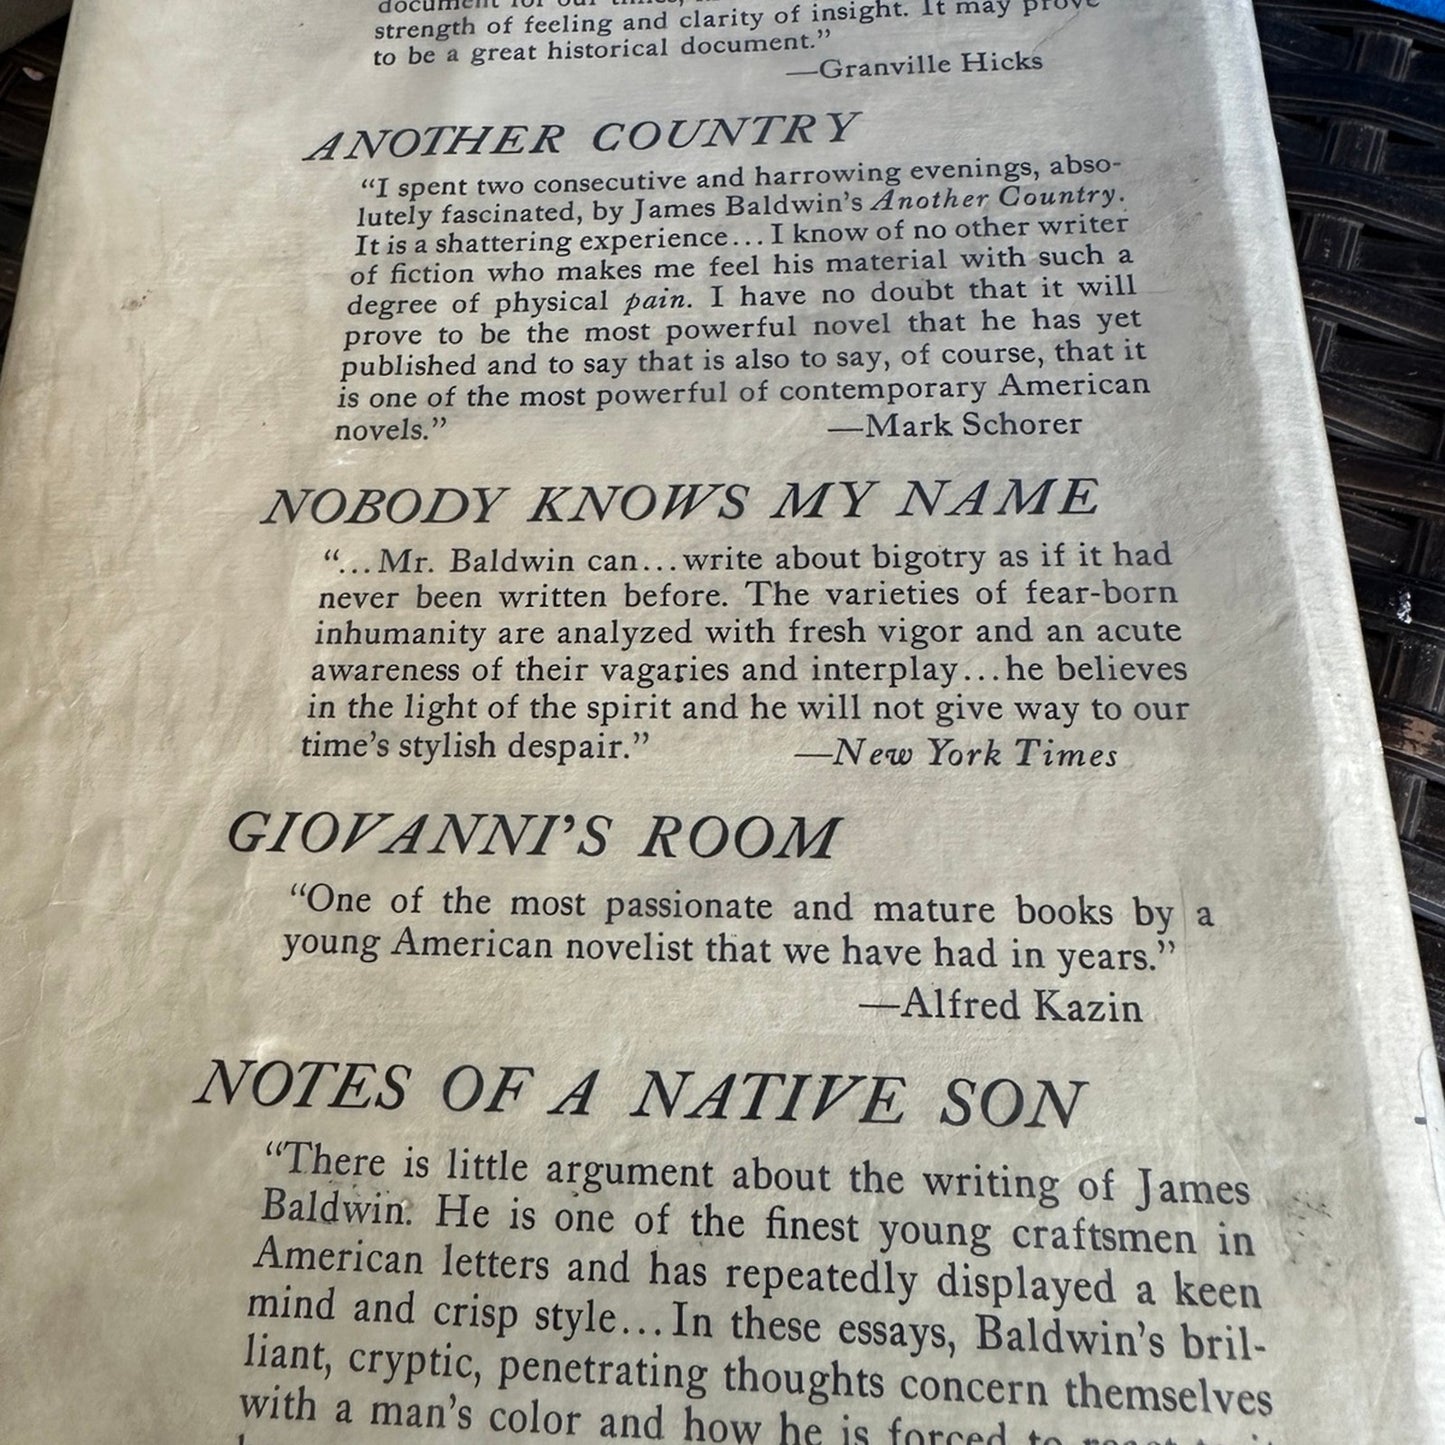 document for our times,
strength of feeling and clarity of insight. It may prove
to be a great historical document.”
—Granville Hicks
ANOTHER COUNTRY
“I spent two consecutive and harrowing evenings, abso-
lutely fascinated, by James Baldwin’s Another Country.
It is a shattering experience...I know of no other writer
of fiction who makes me feel his material with such a
degree of physical pain. I have no doubt that it will
prove to be the most powerful novel that he has yet
published and to say that is also to say, of course, that it
is one of the most powerful of contemporary American
novels.” —Mark Schorer
NOBODY KNOWS MY NAME
“...Mr. Baldwin can...write about bigotry as if it had
never been written before. The varieties of fear-born
inhumanity are analyzed with fresh vigor and an acute
awareness of their vagaries and interplay...he believes
in the light of the spirit and he will not give way to our
time’s stylish despair.” —New York Times
GIOVANNI’S ROOM
“One of the most passionate and mature books by a
young American novelist that we have had in years.”
—Alfred Kazin
NOTES OF A NATIVE SON
“There is little argument about the writing of James
Baldwin. He is one of the finest young craftsmen in
American letters and has repeatedly displayed a keen
mind and crisp style...In these essays, Baldwin’s bril-
liant, cryptic, penetrating thoughts concern themselves
with a man’s color and how he is forced to react to it